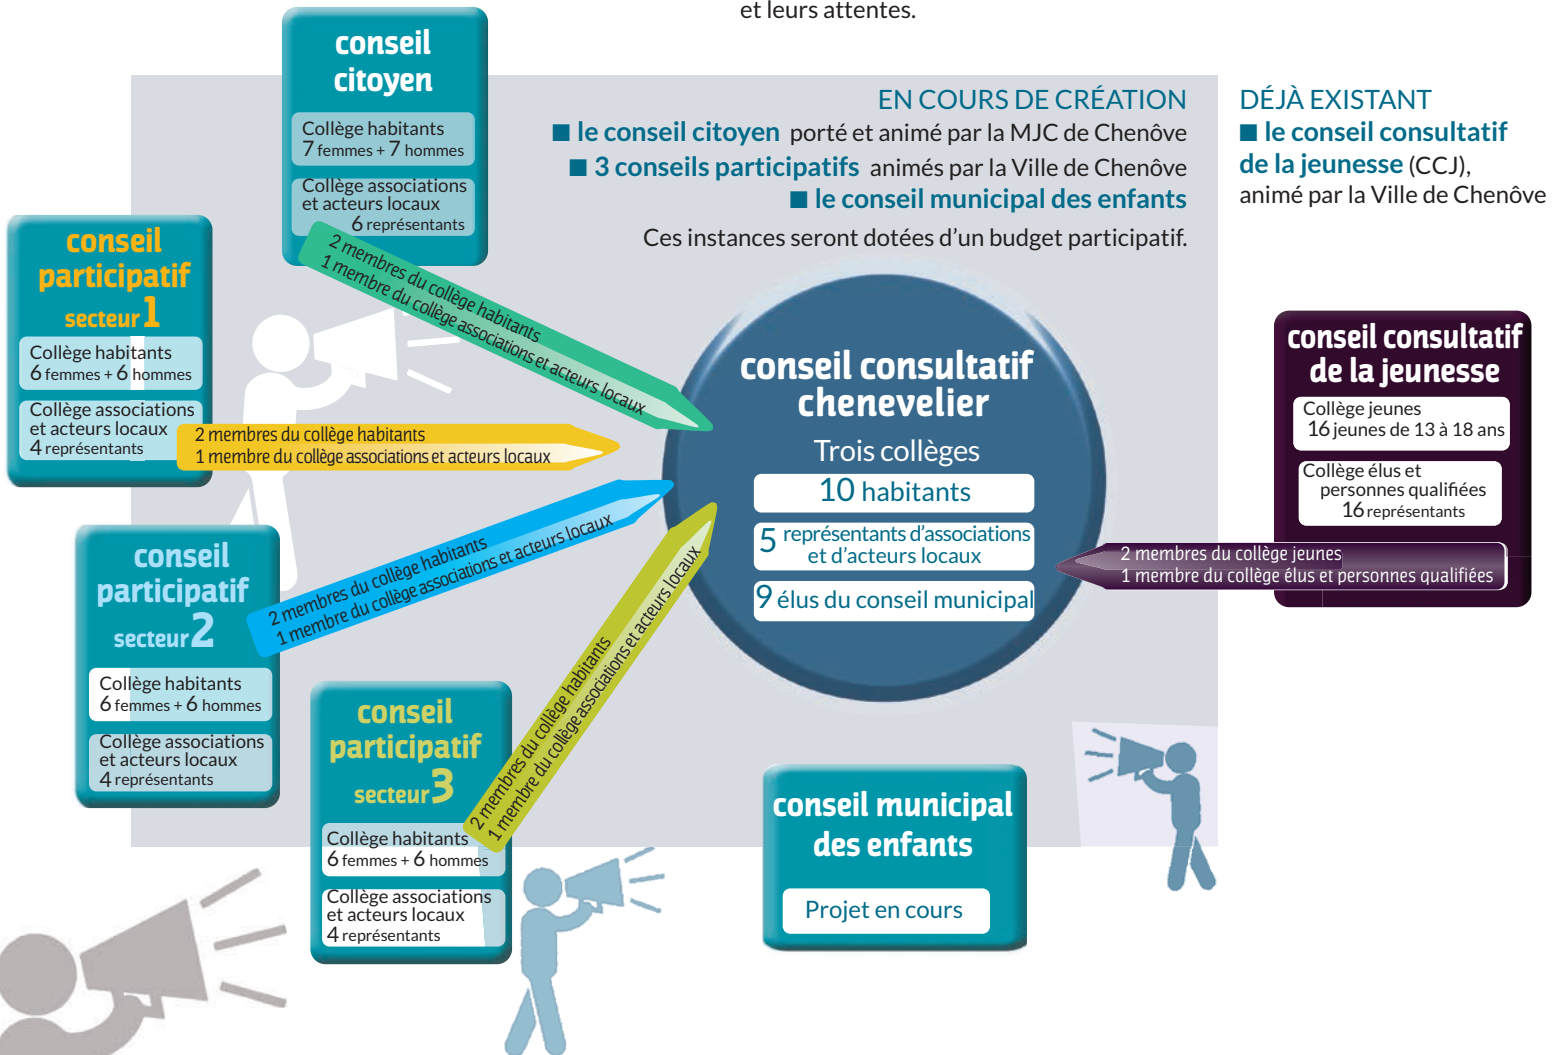 et leurs attentes.
conseil
citoyen
Collège habitants
7 femmes + 7 hommes
Collège associations
et acteurs locaux
6 représentants
EN COURS DE CRÉATION
■ le conseil citoyen porté et animé par la MJC de Chenôve
■ 3 conseils participatifs animés par la Ville de Chenôve
■ le conseil municipal des enfants
Ces instances seront dotées d'un budget participatif.
DÉJÀ EXISTANT
■ le conseil consultatif
de la jeunesse (CCJ),
animé par la Ville de Chenôve
2 membres du collège habitants
1 membre du collège associations et acteurs locaux
conseil
participatif
secteur 1
Collège habitants
6 femmes + 6 hommes
Collège associations
et acteurs locaux
4 représentants
2 membres du collège habitants
1 membre du collège associations et acteurs locaux
conseil
participatif
secteur 2
Collège habitants
6 femmes + 6 hommes
Collège associations
et acteurs locaux
4 représentants
2 membres du collège habitants
1 membre du collège associations et acteurs locaux
conseil
participatif
secteur 3
Collège habitants
6 femmes + 6 hommes
Collège associations
et acteurs locaux
4 représentants
2 membres du collège habitants
1 membre du collège associations et acteurs locaux
conseil consultatif
chenevelier
Trois collèges
10 habitants
5 représentants d'associations
et d'acteurs locaux
9 élus du conseil municipal
conseil consultatif
de la jeunesse
Collège jeunes
16 jeunes de 13 à 18 ans
Collège élus et
personnes qualifiées
16 représentants
2 membres du collège jeunes
1 membre du collège élus et personnes qualifiées
conseil municipal
des enfants
Projet en cours